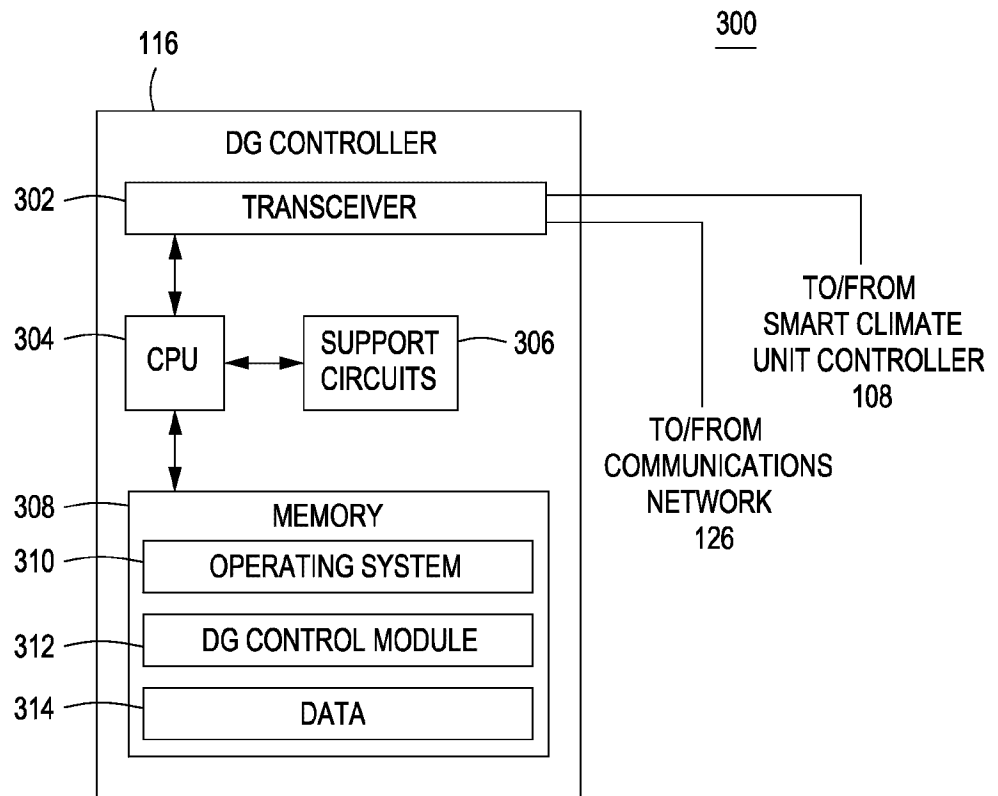 300
116
DG CONTROLLER
302
TRANSCEIVER
304
CPU
SUPPORT
CIRCUITS
306
TO/FROM
SMART CLIMATE
UNIT CONTROLLER
108
TO/FROM
COMMUNICATIONS
NETWORK
126
308
MEMORY
310
OPERATING SYSTEM
312
DG CONTROL MODULE
314
DATA